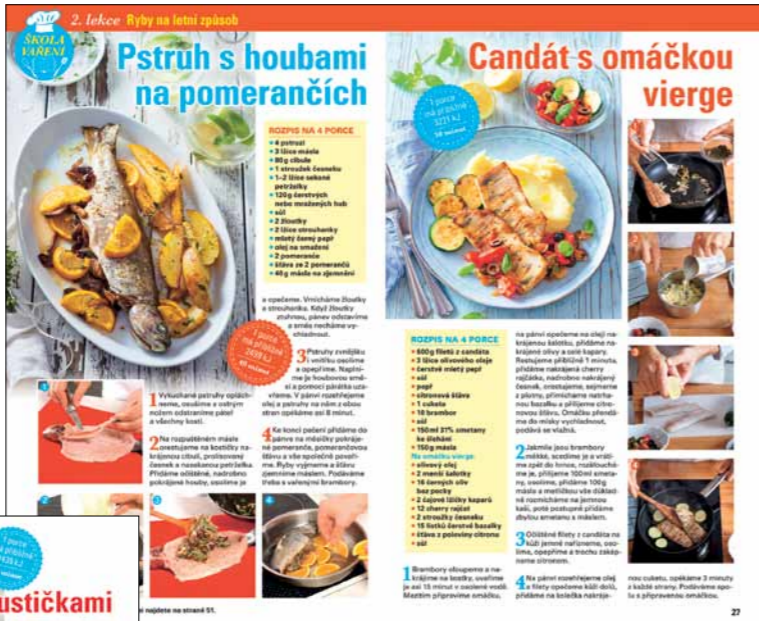 2. lekce Ryby na letní způsob
ŠKOLA
VAŘENÍ
Pstruh s houbami
na pomerančích
ROZPIS NA 4 PORCE
• 4 pstruzi
• 3 lžíce másla
• 80 g cibule
• 1 stroužek česneku
• 1–2 lžíce sekané
petrželky
• 120 g čerstvých
nebo mražených hub
• sůl
• 2 žloutky
• 2 lžíce strouhanky
• mletý černý pepř
• olej na smažení
• 2 pomeranče
• šťáva ze 2 pomerančů
• 40 g másla na zjemnění
1 porce
má přibližně
2499 kJ
40 minut
1 Vykuchané pstruhy opláchneme,
osušíme a ostrým
nožem odstraníme páteř
a všechny kosti.
2 Na rozpuštěném másle
orestujeme na kostičky nakrájenou
cibuli, prolisovaný
česnek a nasekanou petrželku.
Přidáme očištěné, nadrobno
pokrájené houby, osolíme je
a opečeme. Vmícháme žloutky
a strouhanku. Když žloutky
ztuhnou, pánev odstavíme
a směs necháme vychladnout.
3 Pstruhy zvnějšku
i vnitřku osolíme
a opepříme. Naplníme
je houbovou směsí
a pomocí párátka uzavřeme.
V pánvi rozehřejeme
olej a pstruhy na něm z obou
stran opékáme asi 8 minut.
4 Ke konci pečení přidáme do
pánve na měsíčky pokrájené
pomeranče, pomerančovou
šťávu a vše společně povaříme.
Ryby vyjmeme a šťávu
zjemníme máslem. Podáváme
třeba s vařenými brambory.
1
2
3
4
ustičkami
najdete na straně 51.
Candát s omáčkou
vierge
1 porce
má přibližně
3221 kJ
50 minut
ROZPIS NA 4 PORCE
• 600 g filetů z candáta
• 3 lžíce olivového oleje
• čerstvě mletý pepř
• sůl
• pepř
• citronová šťáva
• 1 cuketa
• 10 brambor
• sůl
• 150 ml 31% smetany
ke šlehání
• 150 g másla
Na omáčku vierge:
• olivový olej
• 2 menší šalotky
• 16 černých oliv
bez pecky
• 2 čajové lžičky kaparů
• 12 cherry rajčat
• 2 stroužky česneku
• 15 lístků čerstvé bazalky
• šťáva z poloviny citronu
• sůl
1 Brambory oloupeme a nakrájíme
na kostky, uvaříme
je asi 15 minut v osolené vodě.
Mezitím připravíme omáčku,
na pánvi opečeme na oleji nakrájenou
šalotku, přidáme nakrájené
olivy a celé kapary.
Restujeme přibližně 1 minutu,
přidáme nakrájená cherry
rajčátka, nadrobno nakrájený
česnek, orestujeme, sejmeme
z plotny, přimícháme natrhanou
bazalku a přilijeme citronovou
šťávu. Omáčku přendáme
do misky vychladnout,
podává se vlažná.
2 Jakmile jsou brambory
měkké, scedíme je a vrátíme
zpět do hrnce, rozšťoucháme
je, přilijeme 100 ml smetany,
osolíme, přidáme 100 g
másla a metličkou vše důkladně
rozmícháme na jemnou
kaši, poté postupně přidáme
zbylou smetanu a máslem.
3 Očištěné filety z candáta na
kůži jemně nařízneme, osolíme,
opepříme a trochu zakápneme
citronem.
4 Na pánvi rozehřejeme olej
a filety opečeme kůží dolů,
přidáme na kolečka nakrájenou
cuketu, opékáme 3 minuty
z každé strany. Podáváme spolu
s připravenou omáčkou.
27